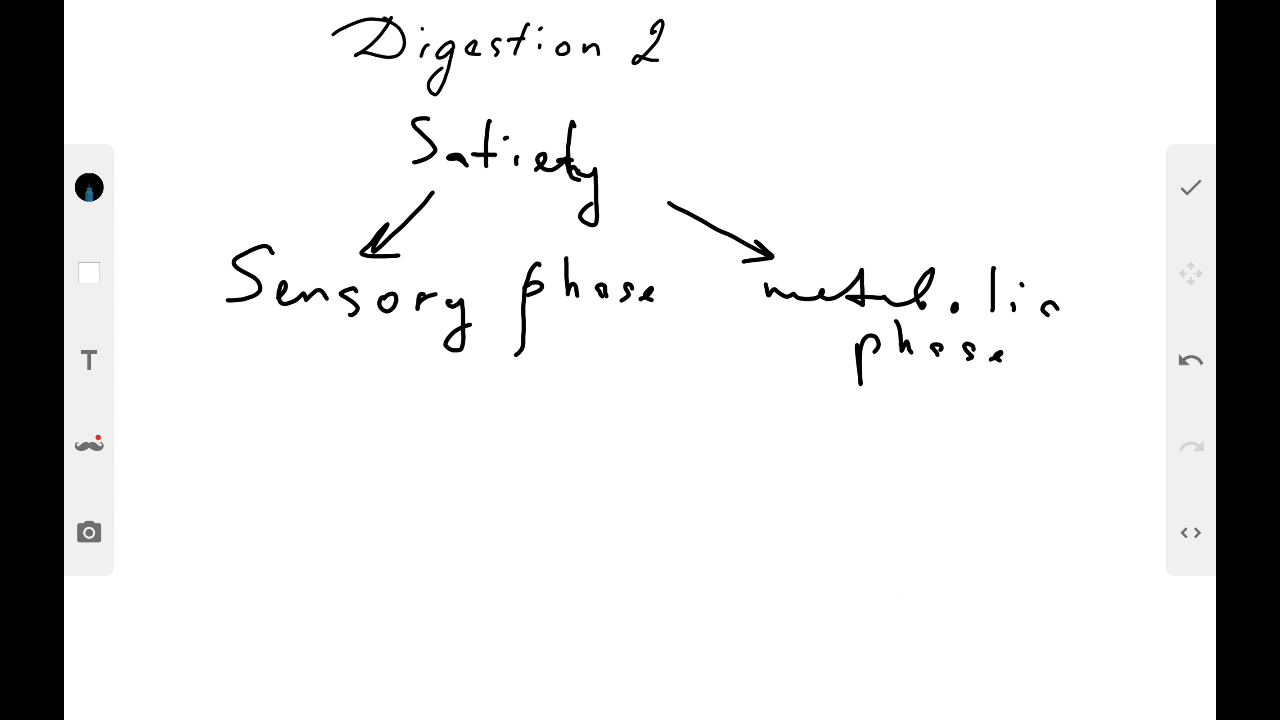 Digestion 2
Satiety
Sensory phase
metabolic
phase
T